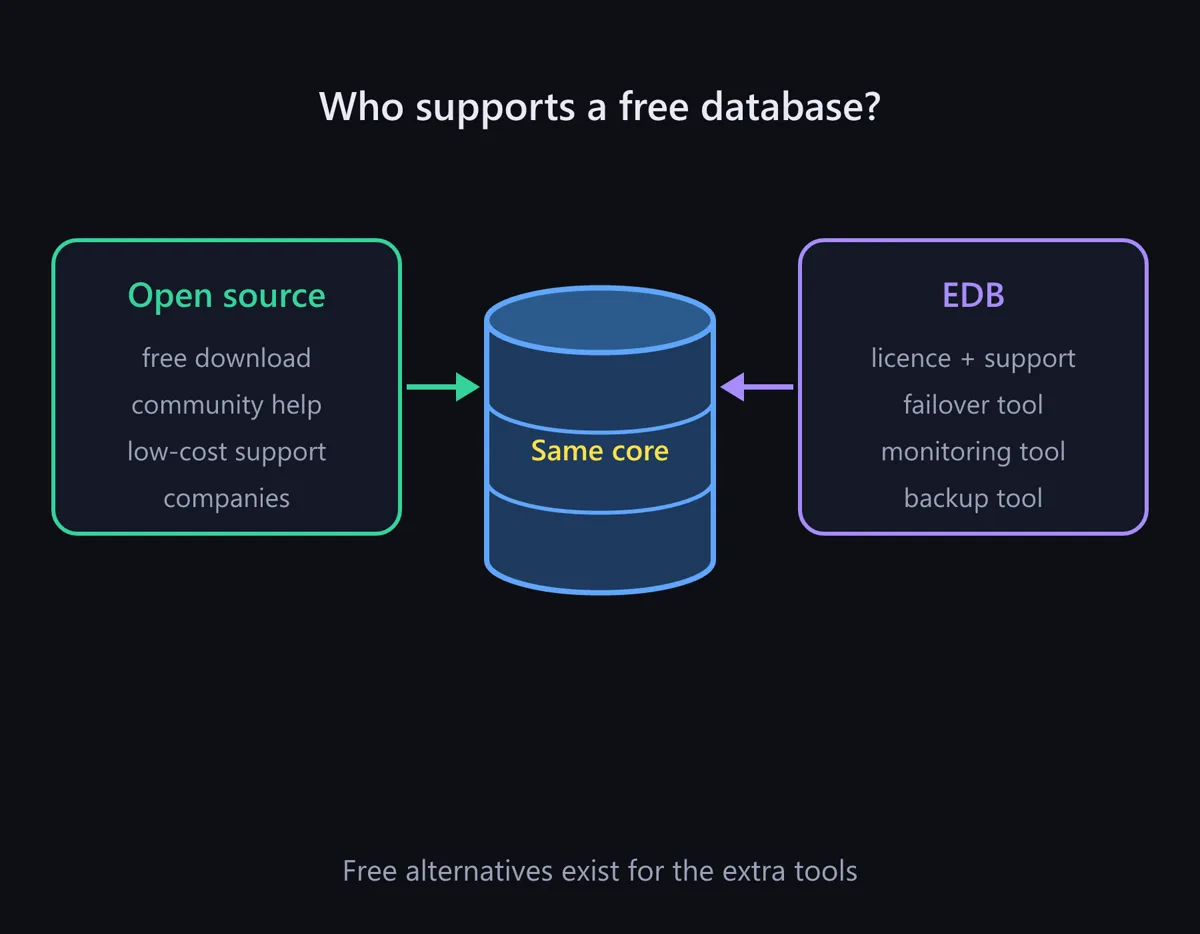 Who supports a free database?
Open source
free download
community help
low-cost support
companies
Same core
EDB
licence + support
failover tool
monitoring tool
backup tool
Free alternatives exist for the extra tools